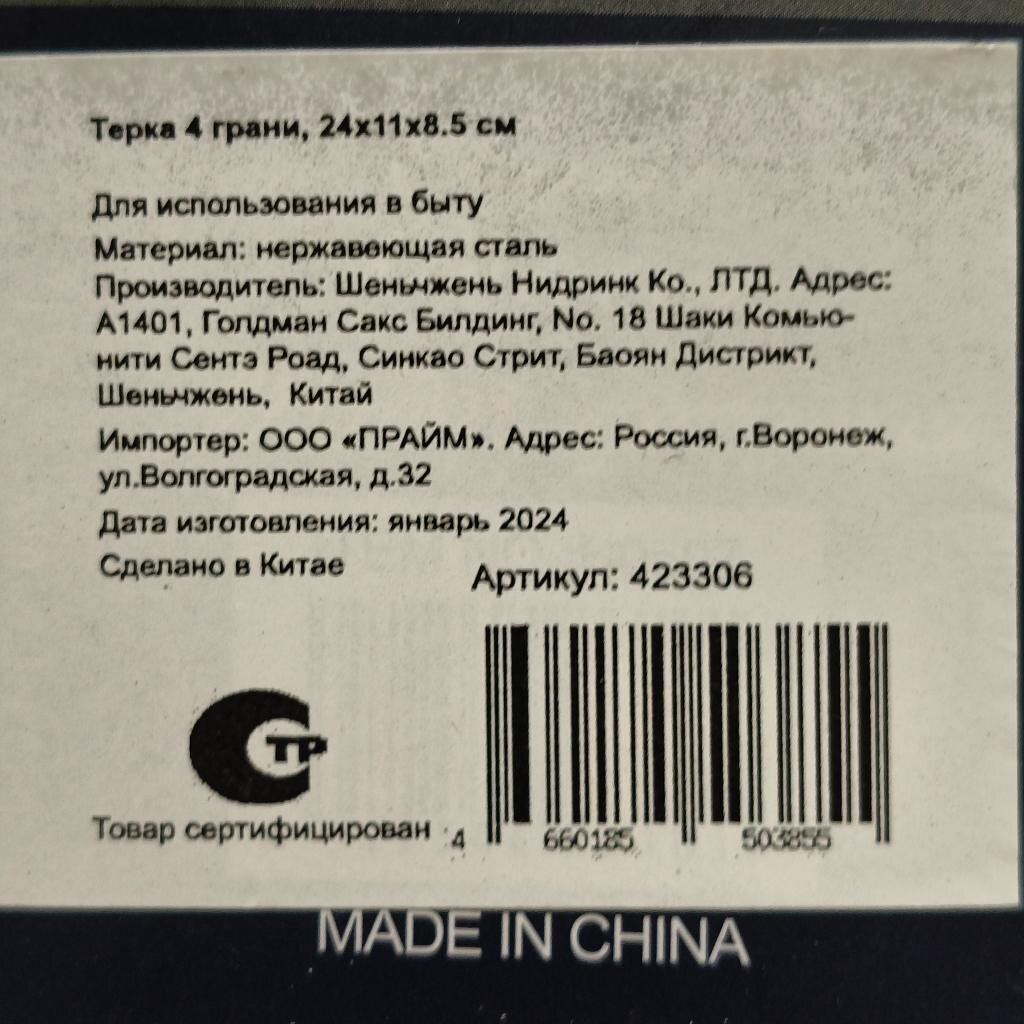 Терка 4 грани, 24х11х8.5 см
Для использования в быту
Материал: нержавеющая сталь
Производитель: Шеньчжень Нидринк Ко., ЛТД. Адрес:
А1401, Голдман Сакс Билдинг, No. 18 Шаки Комью-
нити Сентэ Роад, Синкао Стрит, Баоян Дистрикт,
Шеньчжень, Китай
Импортер: ООО «ПРАЙМ». Адрес: Россия, г.Воронеж,
ул.Волгоградская, д.32
Дата изготовления: январь 2024
Сделано в Китае
Артикул: 423306
ТР
Товар сертифицирован
4 660185 503855
MADE IN CHINA